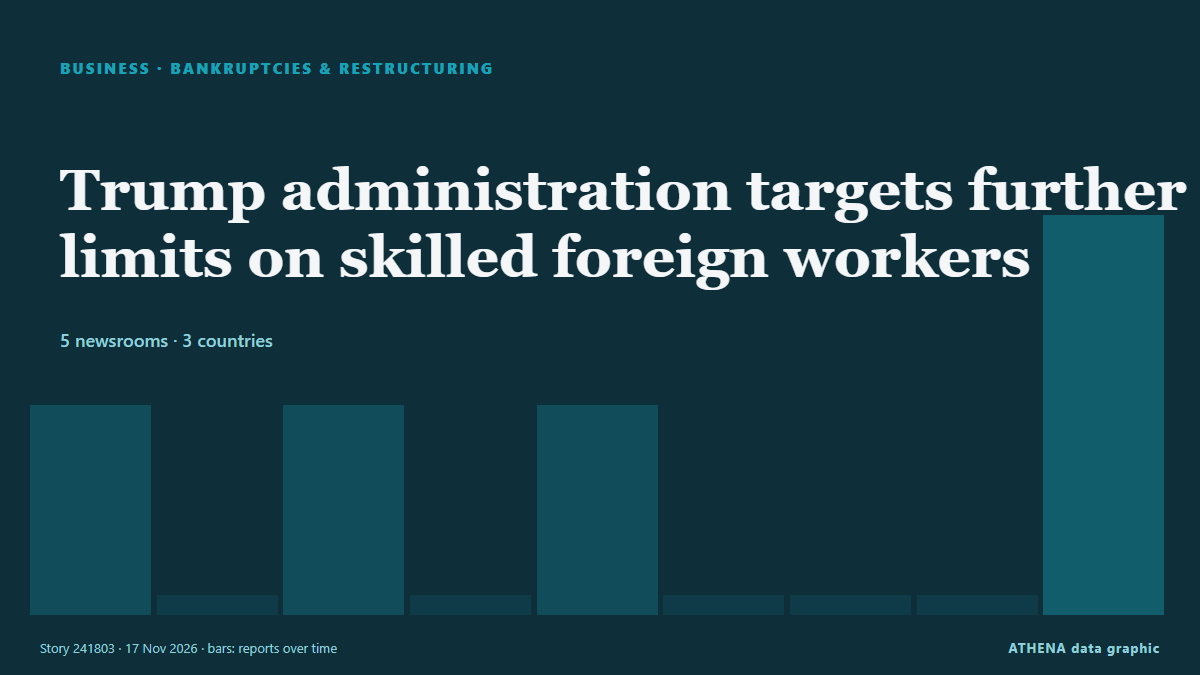 BUSINESS · BANKRUPTCIES & RESTRUCTURING
Trump administration targets further
limits on skilled foreign workers
5 newsrooms · 3 countries
Story 241803 · 17 Nov 2026 · bars: reports over time
ATHENA data graphic